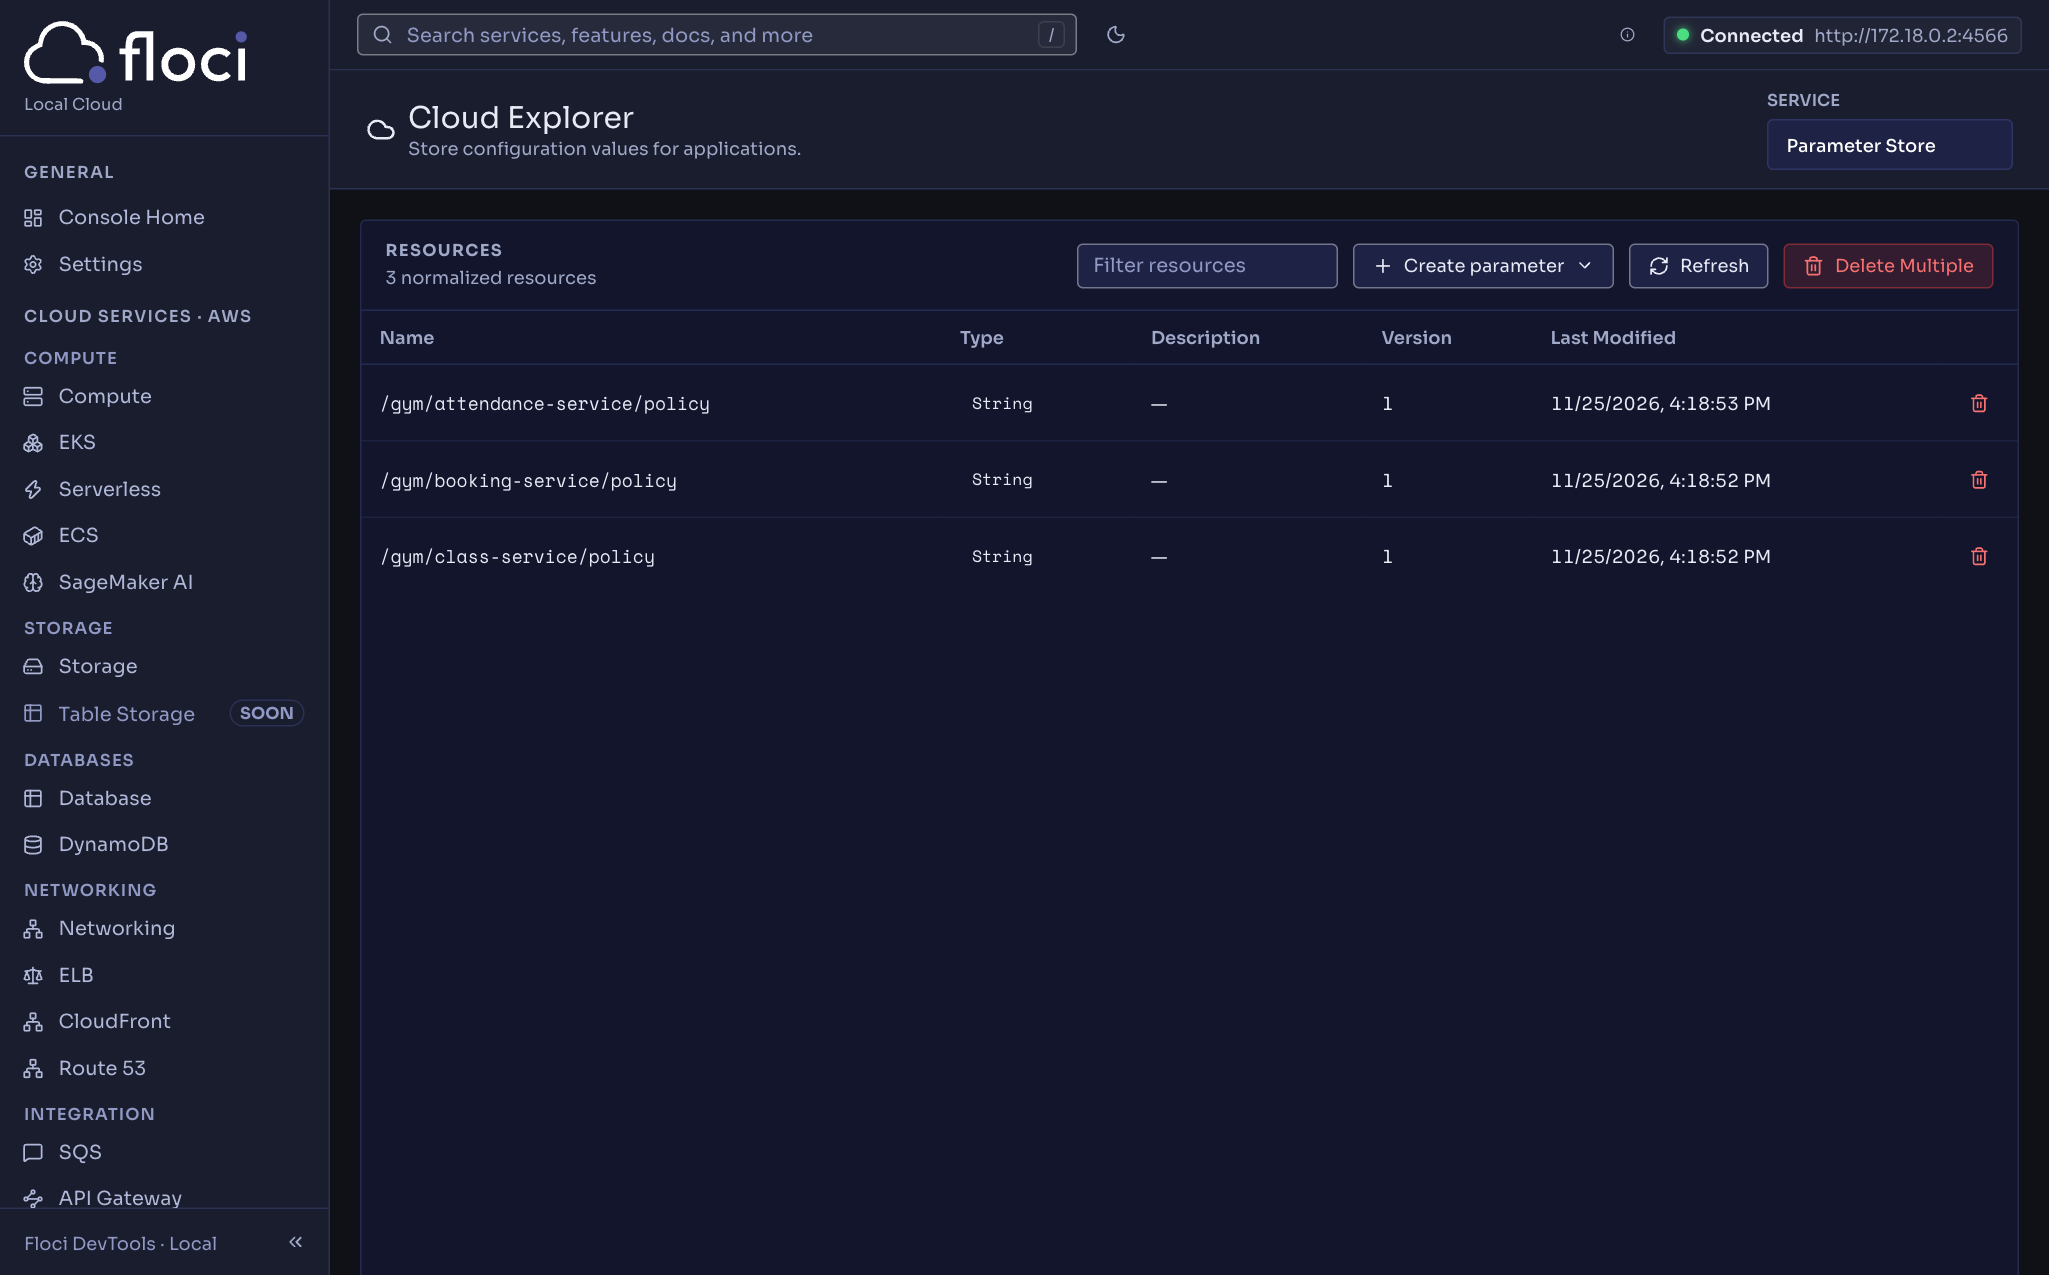 floci
Local Cloud
Search services, features, docs, and more
/
Connected http://172.18.0.2:4566
Cloud Explorer
Store configuration values for applications.
SERVICE
Parameter Store
GENERAL
Console Home
Settings
CLOUD SERVICES · AWS
COMPUTE
Compute
EKS
Serverless
ECS
SageMaker AI
STORAGE
Storage
Table Storage SOON
DATABASES
Database
DynamoDB
NETWORKING
Networking
ELB
CloudFront
Route 53
INTEGRATION
SQS
API Gateway
Floci DevTools · Local
RESOURCES
3 normalized resources
Filter resources
Create parameter
Refresh
Delete Multiple
Name Type Description Version Last Modified
/gym/attendance-service/policy String — 1 11/25/2026, 4:18:53 PM
/gym/booking-service/policy String — 1 11/25/2026, 4:18:52 PM
/gym/class-service/policy String — 1 11/25/2026, 4:18:52 PM